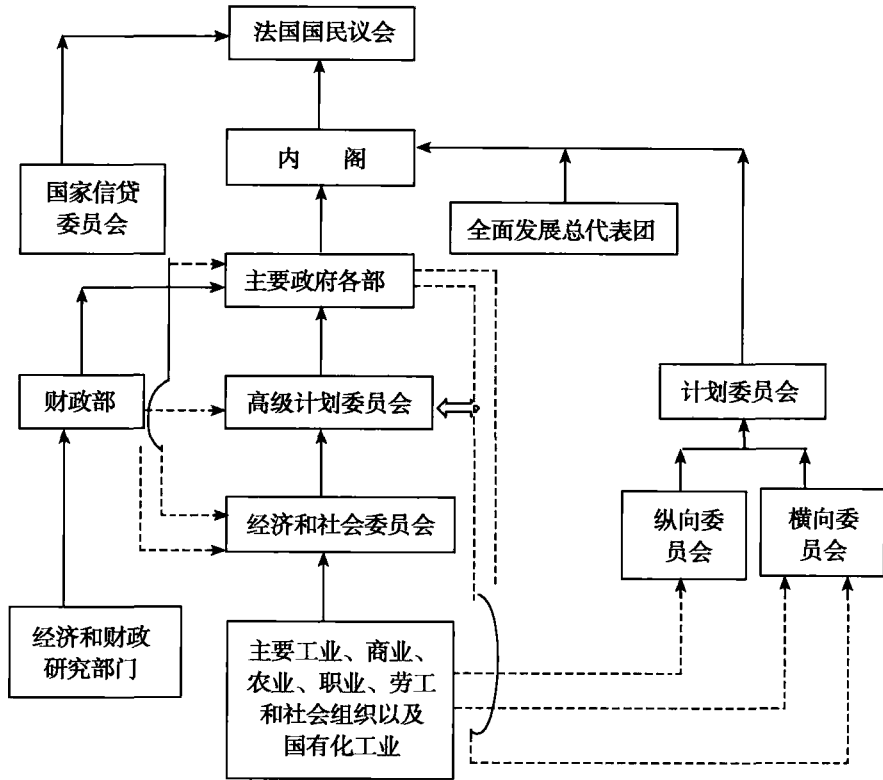 法国国民议会
内 阁
国家信贷
委员会
全面发展总代表团
主要政府各部
财政部
高级计划委员会
计划委员会
经济和社会委员会
纵向委
员会
横向委
员会
经济和财政
研究部门
主要工业、商业、
农业、职业、劳工
和社会组织以及
国有化工业